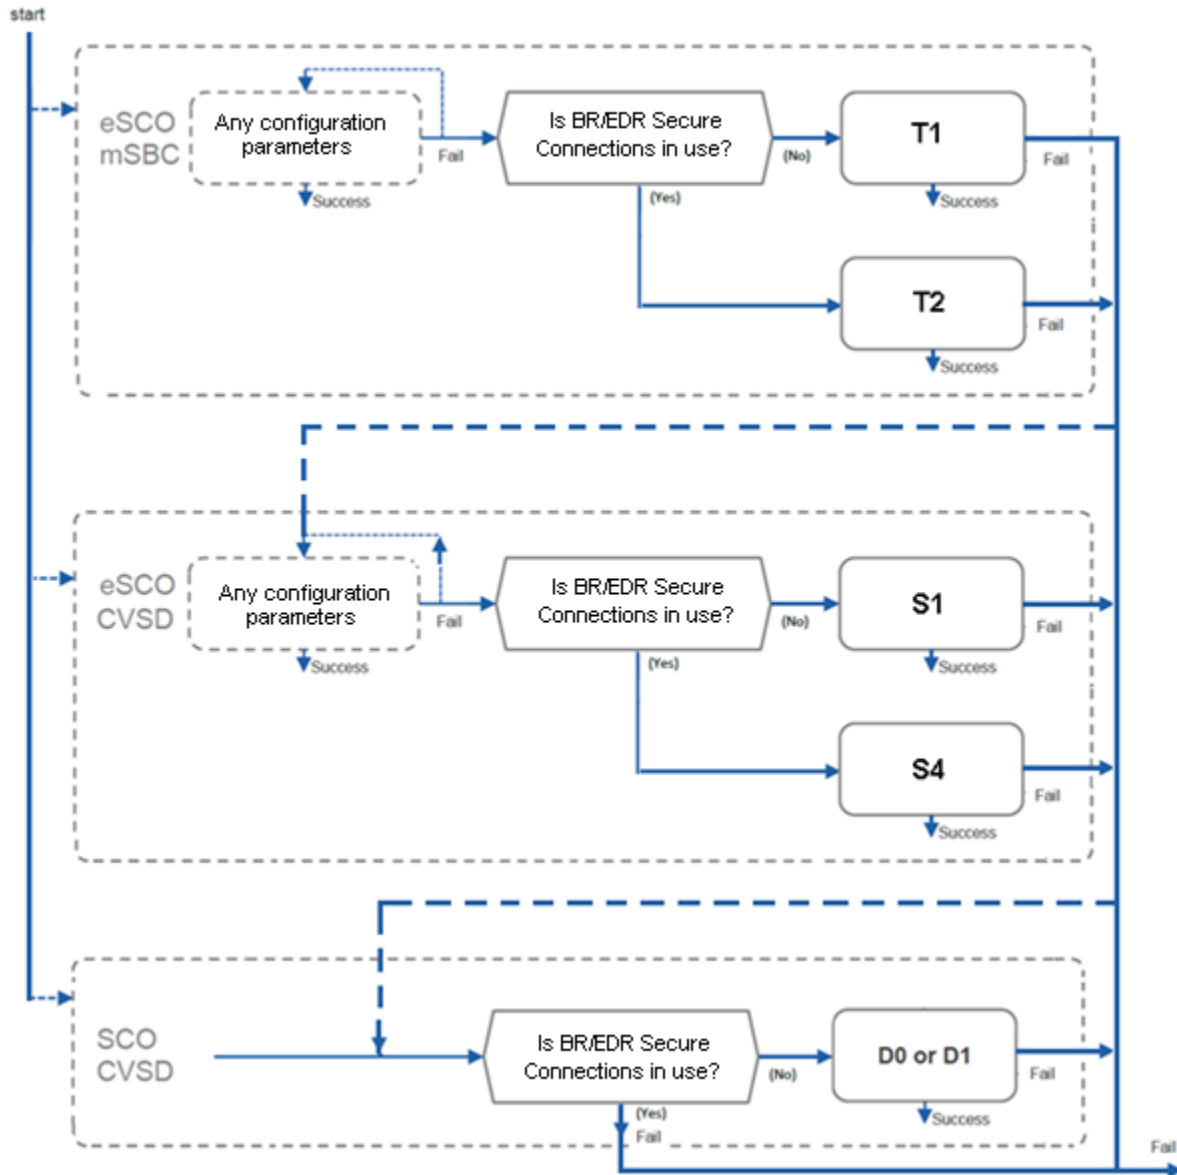 start
eSCO
mSBC
Any configuration
parameters
Fail
Success
Is BR/EDR Secure
Connections in use?
(No)
(Yes)
T1
Fail
Success
T2
Fail
Success
eSCO
CVSD
Any configuration
parameters
Fail
Success
Is BR/EDR Secure
Connections in use?
(No)
(Yes)
S1
Fail
Success
S4
Fail
Success
SCO
CVSD
Is BR/EDR Secure
Connections in use?
(No)
(Yes)
Fail
D0 or D1
Fail
Success
Fail